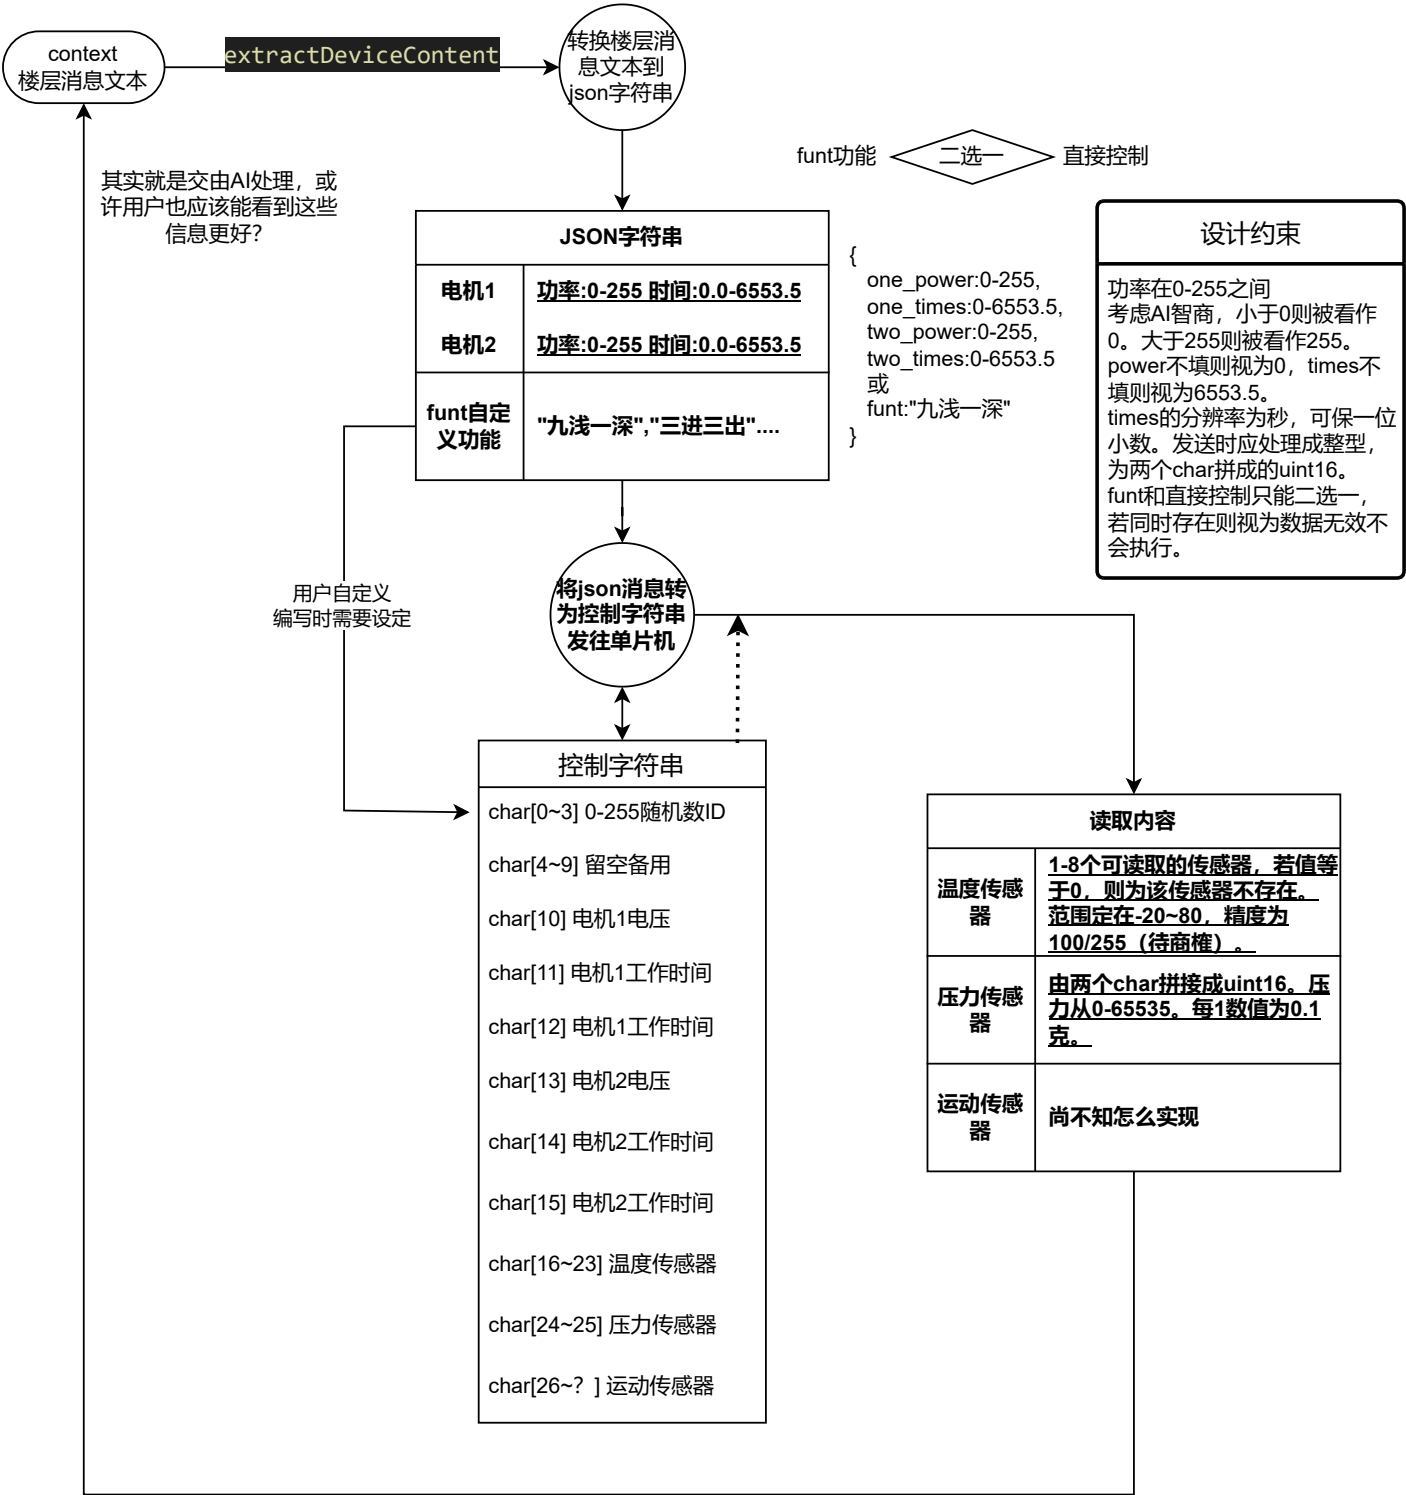 context
楼层消息文本
extractDeviceContent
转换楼层消
息文本到
json字符串
funt功能
二选一
直接控制
其实就是交由AI处理，或
许用户也应该能看到这些
信息更好？
JSON字符串
电机1
功率:0-255 时间:0.0-6553.5
电机2
功率:0-255 时间:0.0-6553.5
funt自定
义功能
"九浅一深","三进三出"....
{
one_power:0-255,
one_times:0-6553.5,
two_power:0-255,
two_times:0-6553.5
或
funt:"九浅一深"
}
设计约束
功率在0-255之间
考虑AI智商，小于0则被看作
0。大于255则被看作255。
power不填则视为0，times不
填则视为6553.5。
times的分辨率为秒，可保一位
小数。发送时应处理成整型，
为两个char拼成的uint16。
funt和直接控制只能二选一，
若同时存在则视为数据无效不
会执行。
用户自定义
编写时需要设定
将json消息转
为控制字符串
发往单片机
控制字符串
char[0~3] 0-255随机数ID
char[4~9] 留空备用
char[10] 电机1电压
char[11] 电机1工作时间
char[12] 电机1工作时间
char[13] 电机2电压
char[14] 电机2工作时间
char[15] 电机2工作时间
char[16~23] 温度传感器
char[24~25] 压力传感器
char[26~？] 运动传感器
读取内容
温度传感
器
1-8个可读取的传感器，若值等
于0，则为该传感器不存在。
范围定在-20~80，精度为
100/255（待商榷）。
压力传感
器
由两个char拼接成uint16。压
力从0-65535。每1数值为0.1
克。
运动传感
器
尚不知怎么实现